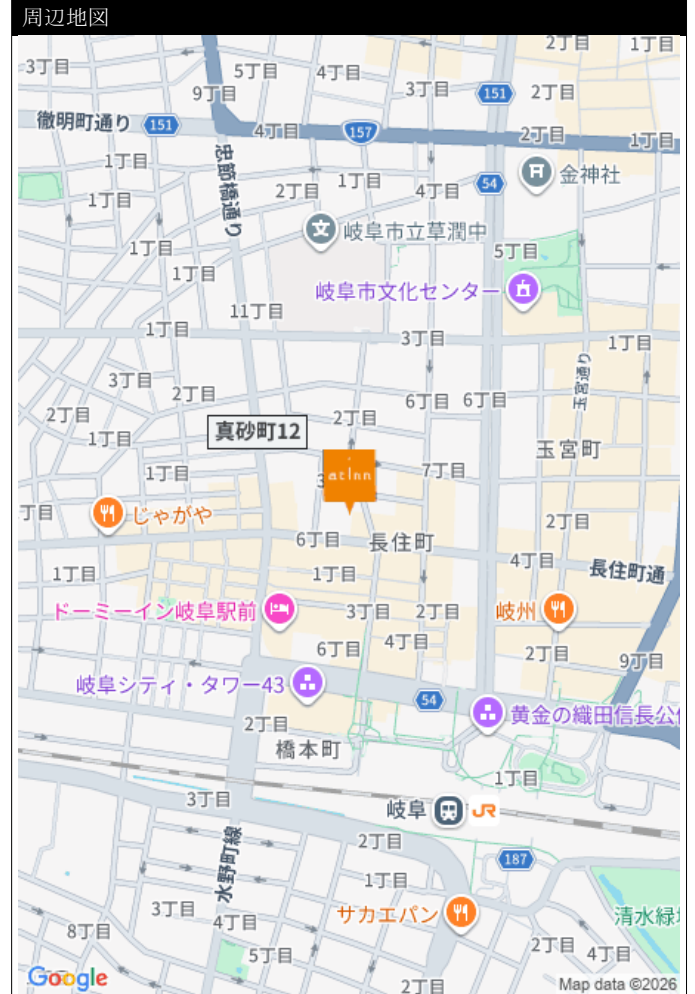 周辺地図
2丁目
1丁目
3丁目
5丁目
4丁目
9丁目
3丁目
151
2丁目
徹明町通り
151
4丁目
157
2丁目
1丁目
忠節橋通り
1丁目
2丁目
1丁目
4丁目
54
金神社
1丁目
岐阜市立草潤中
1丁目
5丁目
1丁目
岐阜市文化センター
11丁目
1丁目
3丁目
1丁目
玉宮通り
3丁目
2丁目
6丁目
6丁目
2丁目
2丁目
真砂町12
1丁目
玉宮町
at inn
1丁目
7丁目
丁目
じゃがや
2丁目
6丁目
長住町
4丁目
長住町通
1丁目
1丁目
ドーミーイン岐阜駅前
3丁目
2丁目
岐州
6丁目
4丁目
2丁目
9丁目
岐阜シティ・タワー43
54
黄金の織田信長公
2丁目
橋本町
1丁目
3丁目
岐阜
JR
水野町線
2丁目
187
1丁目
3丁目
4丁目
サカエパン
清水緑
8丁目
5丁目
2丁目
4丁目
2丁目
Google
Map data ©2026